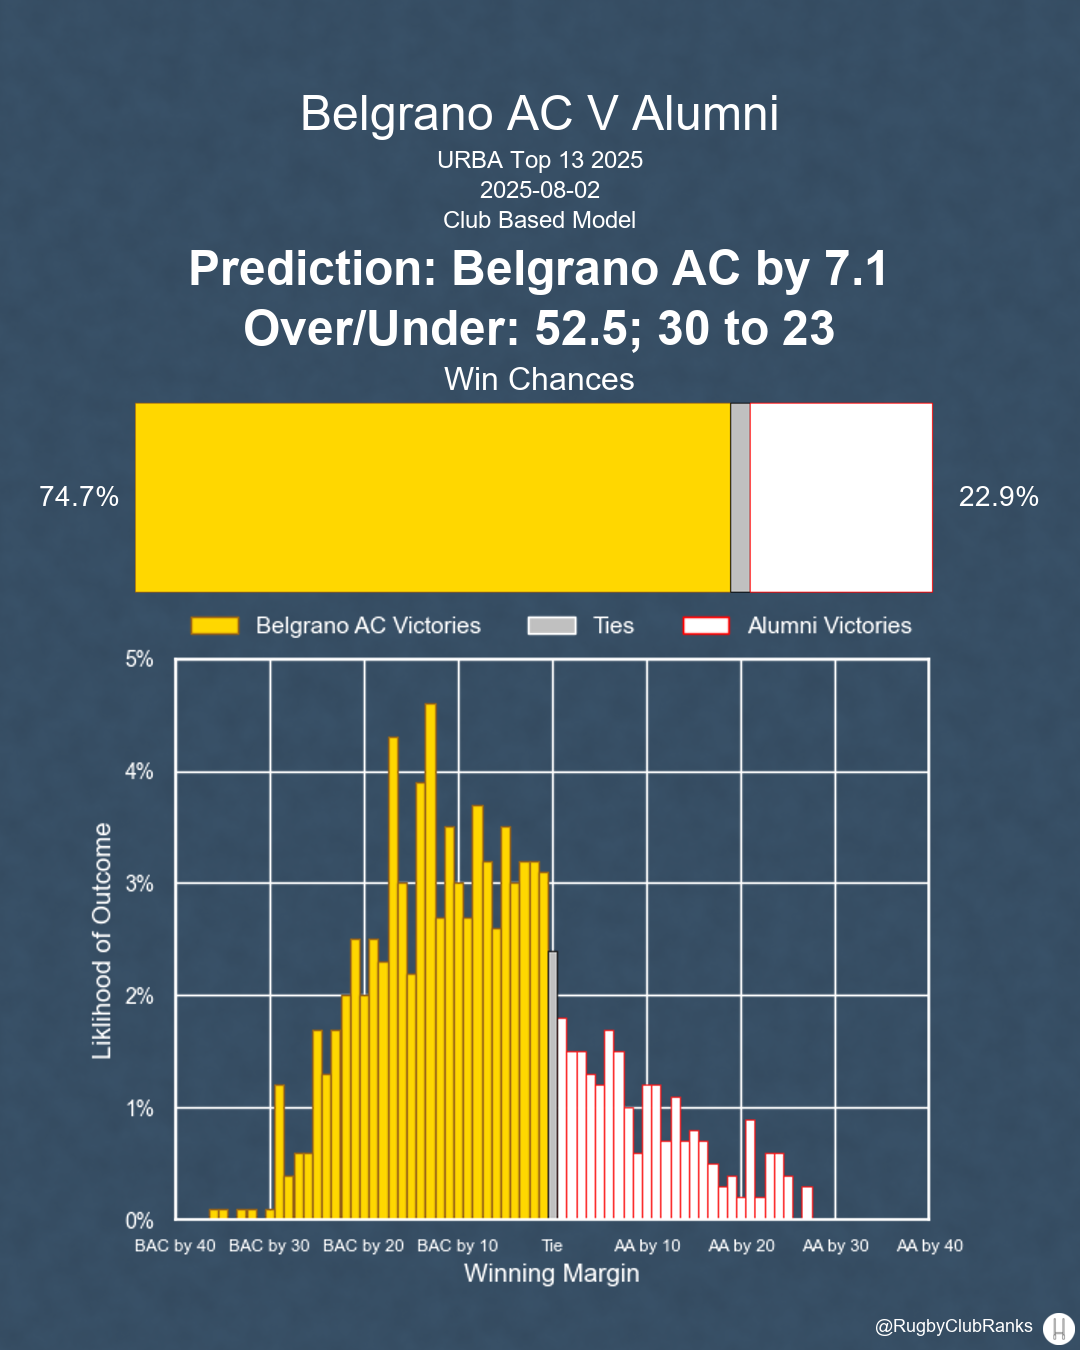 Belgrano AC V Alumni
URBA Top 13 2025
2025-08-02
Club Based Model
Prediction: Belgrano AC by 7.1
Over/Under: 52.5; 30 to 23
Win Chances
74.7%
22.9%
Belgrano AC Victories
Ties
Alumni Victories
5%
4%
3%
2%
1%
0%
Liklihood of Outcome
BAC by 40
BAC by 30
BAC by 20
BAC by 10
Tie
AA by 10
AA by 20
AA by 30
AA by 40
Winning Margin
@RugbyClubRanks